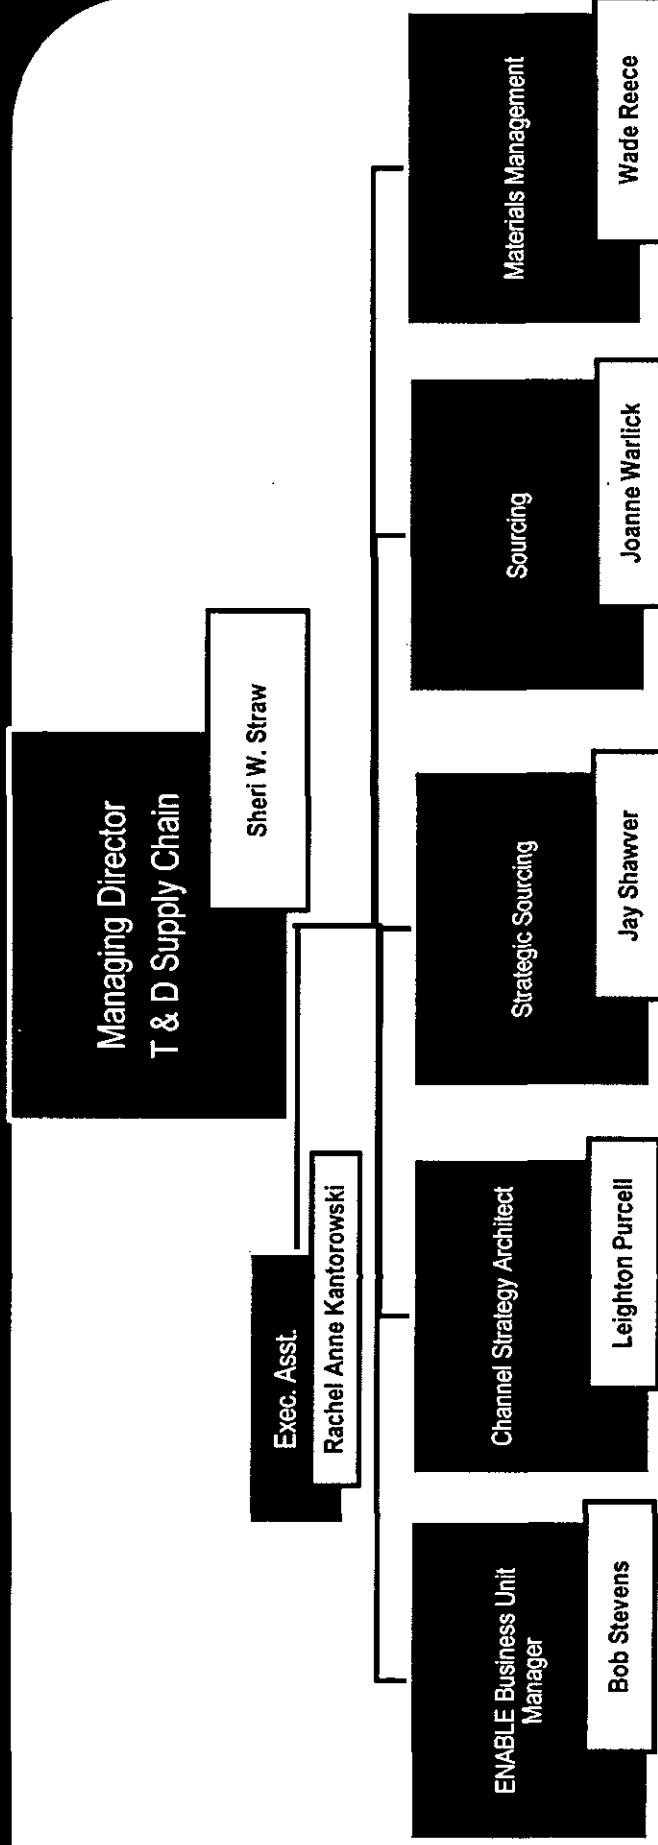 Managing Director
T & D Supply Chain
Sheri W. Straw
Exec. Asst.
Rachel Anne Kantorowski
ENABLE Business Unit
Manager
Bob Stevens
Channel Strategy Architect
Leighton Purcell
Strategic Sourcing
Jay Shawver
Sourcing
Joanne Warlick
Materials Management
Wade Reece